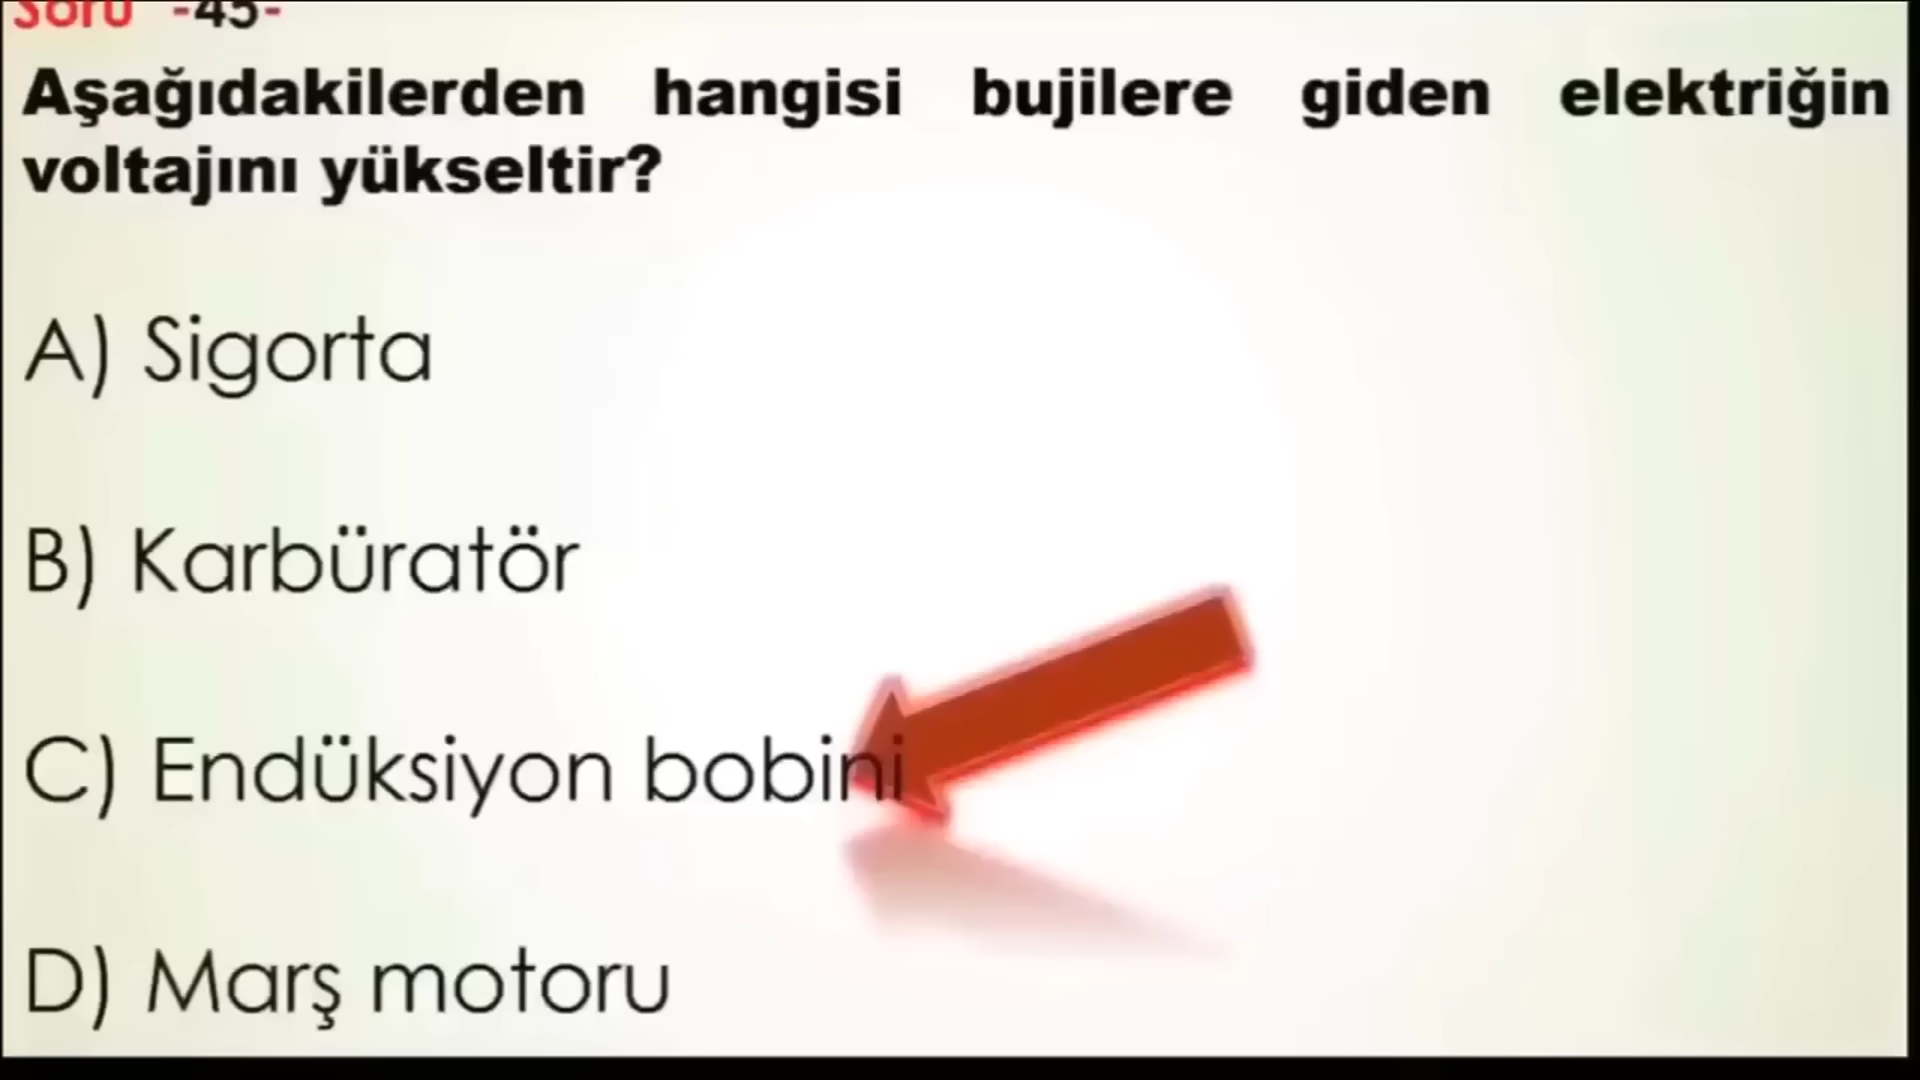 Soru -45-
Aşağıdakilerden hangisi bujilere giden elektriğin
voltajını yükseltir?
A) Sigorta
B) Karbüratör
C) Endüksiyon bobini
D) Marş motoru